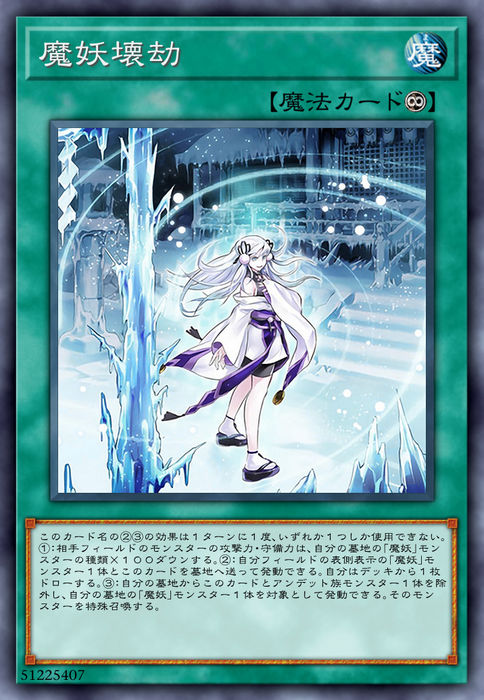 魔妖壊劫
魔
【魔法カード】
このカード名の②③の効果は１ターンに１度、いずれか１つしか使用できない。
①：相手フィールドのモンスターの攻撃力・守備力は、自分の墓地の「魔妖」モン
スターの種類×１００ダウンする。②：自分フィールドの表側表示の「魔妖」モ
ンスター１体とこのカードを墓地へ送って発動できる。自分はデッキから１枚
ドローする。③：自分の墓地からこのカードとアンデット族モンスター１体を除
外し、自分の墓地の「魔妖」モンスター１体を対象として発動できる。そのモン
スターを特殊召喚する。
51225407